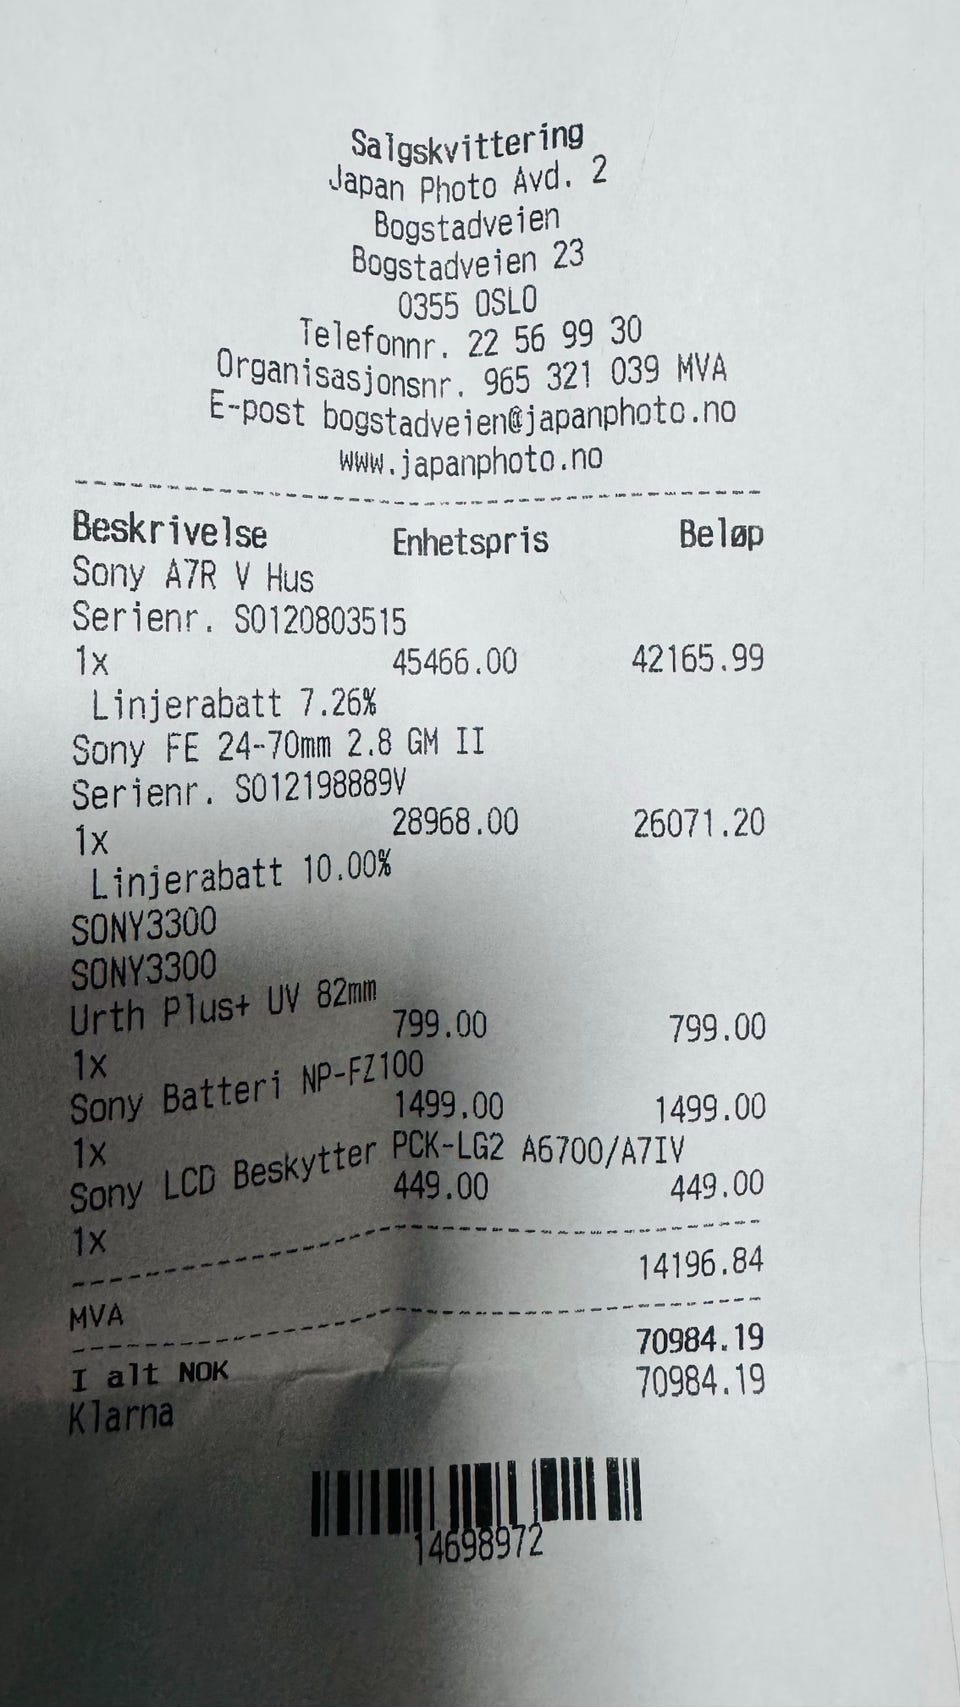 Salgskvittering
Japan Photo Avd. 2
Bogstadveien
Bogstadveien 23
0355 OSLO
Telefonnr. 22 56 99 30
Organisasjonsnr. 965 321 039 MVA
E-post bogstadveien@japanphoto.no
www.japanphoto.no
Beskrivelse Enhetspris Beløp
Sony A7R V Hus
Serienr. S0120803515
1x 45466.00 42165.99
Linjerabatt 7.26%
Sony FE 24-70mm 2.8 GM II
Serienr. S012198889V
1x 28968.00 26071.20
Linjerabatt 10.00%
SONY3300
SONY3300
Urth Plus+ UV 82mm
1x 799.00 799.00
Sony Batteri NP-FZ100
1x 1499.00 1499.00
Sony LCD Beskytter PCK-LG2 A6700/A7IV
1x 449.00 449.00
MVA 14196.84
I alt NOK 70984.19
Klarna 70984.19
14698972